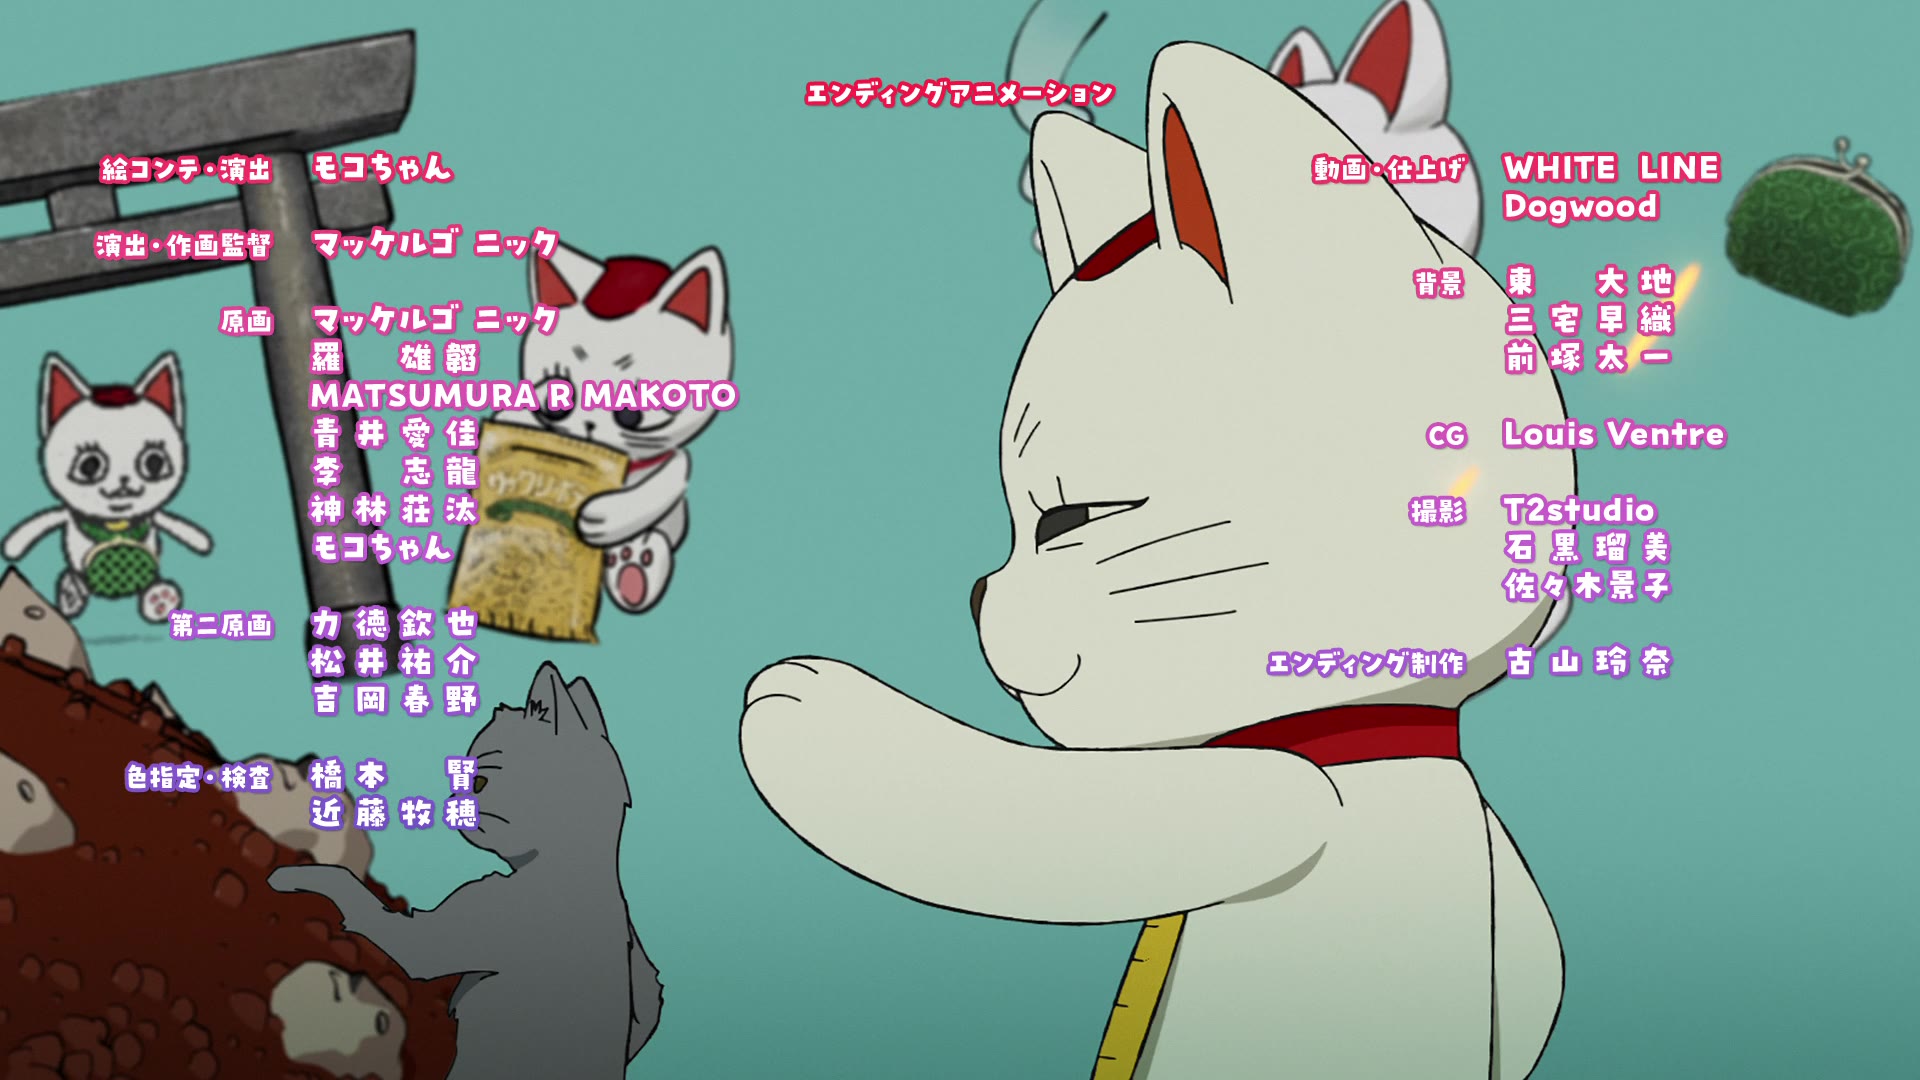 エンディングアニメーション
絵コンテ・演出 モコちゃん
演出・作画監督 マッケルゴ ニック
原画 マッケルゴ ニック
羅 雄韜
MATSUMURA R MAKOTO
青井愛佳
李 志龍
神林荘汰
モコちゃん
第二原画 力徳欽也
松井祐介
吉岡春野
色指定・検査 橋本 賢
近藤牧穂
動画・仕上げ WHITE LINE
Dogwood
背景 東 大地
三宅早織
前塚太一
CG Louis Ventre
撮影 T2studio
石黒瑠美
佐々木景子
エンディング制作 古山玲奈